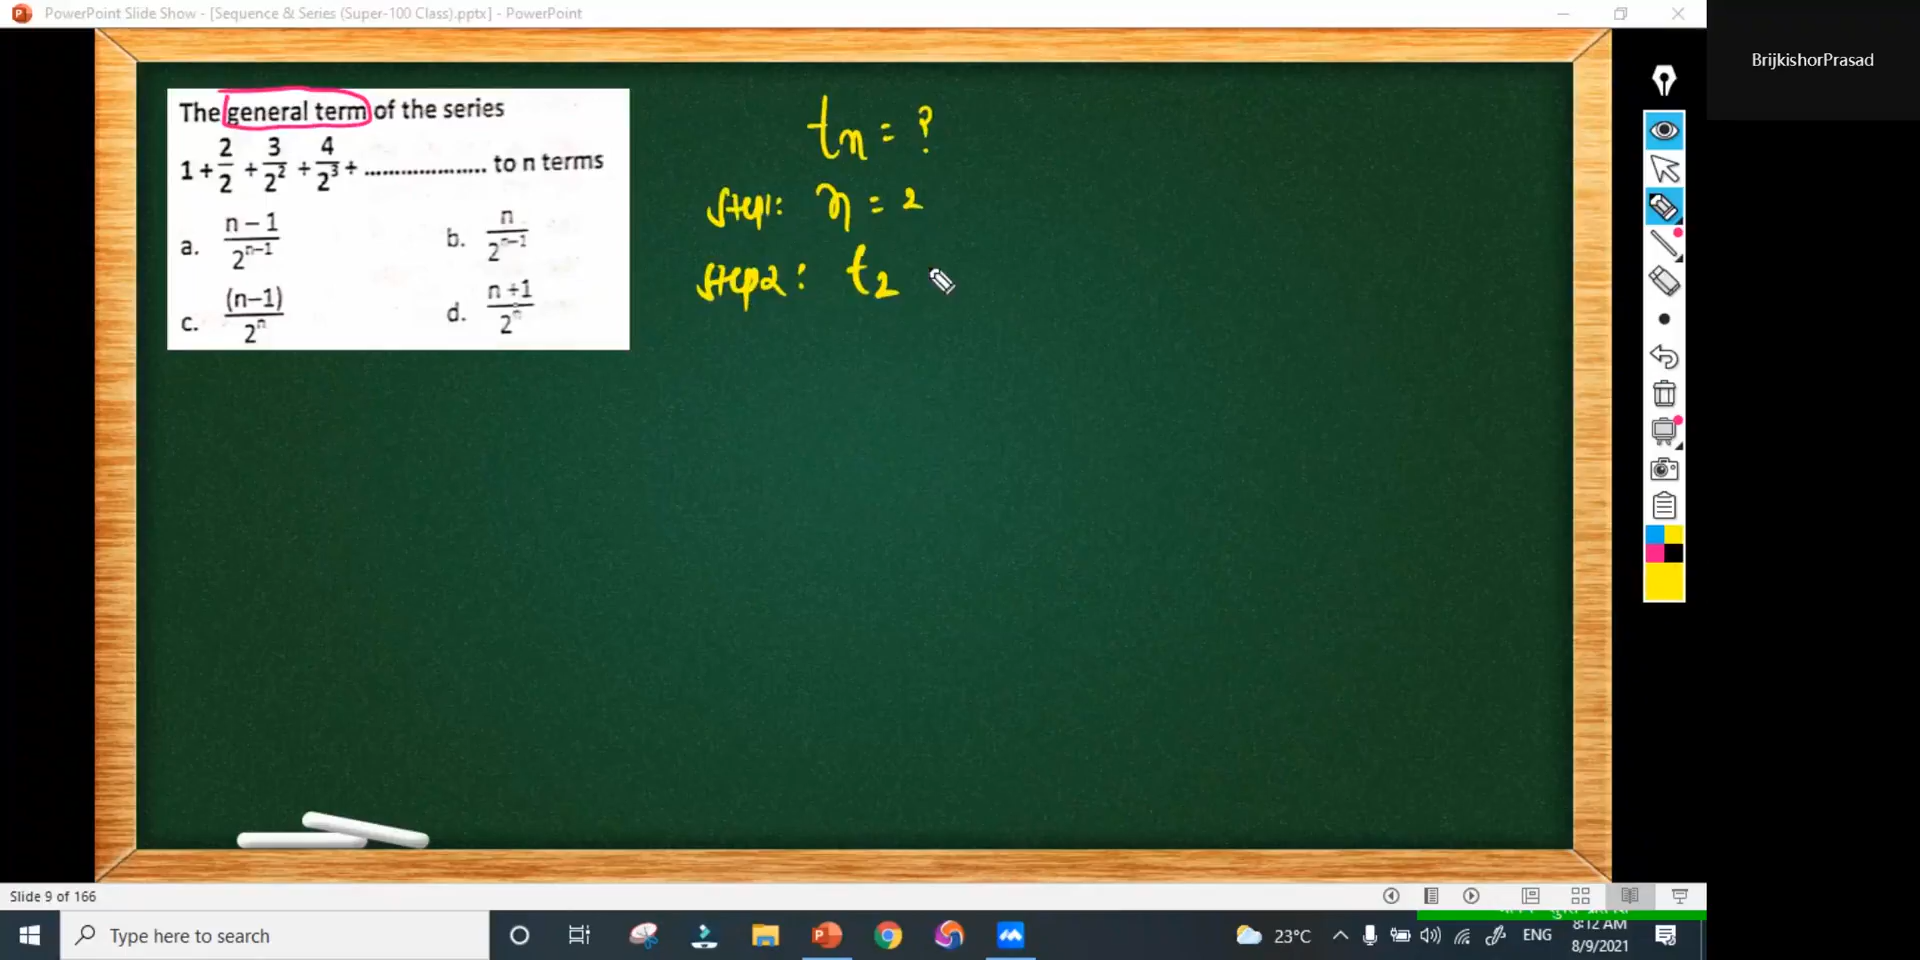 PowerPoint Slide Show - [Sequence & Series (Super-100 Class).pptx] - PowerPoint
BrijkishorPrasad
The general term of the series
1 + 2/2 + 3/2² + 4/2³ + ..................... to n terms
a. n − 1/2ⁿ⁻¹ b. n/2ⁿ⁻¹
c. (n−1)/2ⁿ d. n +1/2ⁿ
tₙ = ?
Step1: n = 2
Step2: t₂
Slide 9 of 166
Type here to search
23°C
ENG
8:12 AM
8/9/2021